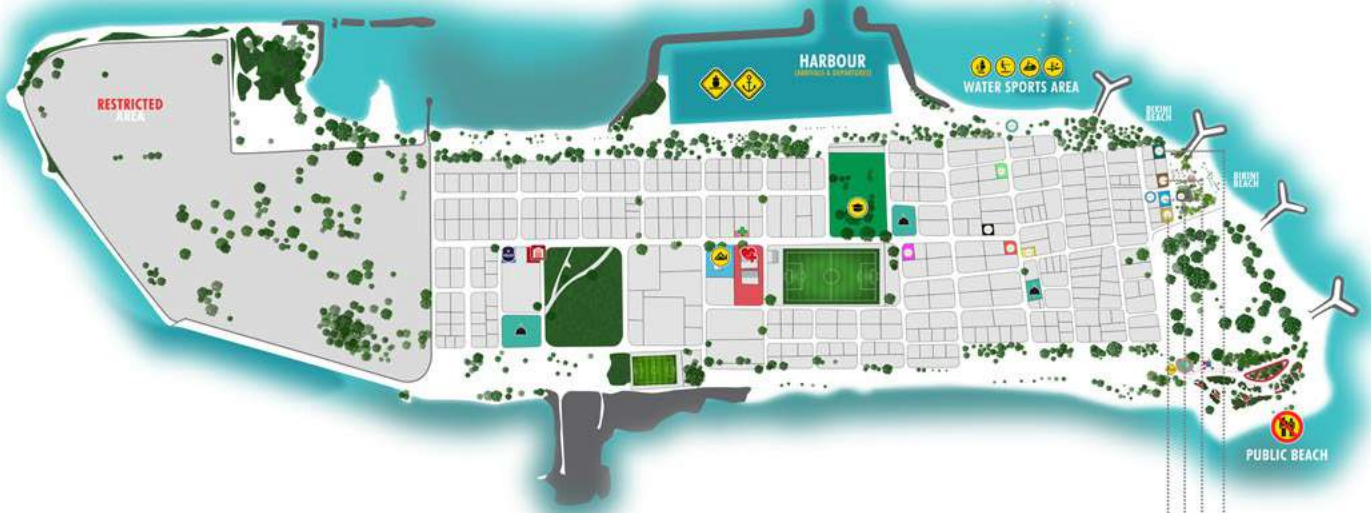 HARBOUR
(ARRIVALS & DEPARTURES)
WATER SPORTS AREA
RESTRICTED
AREA
BIKINI
BEACH
BIKINI
BEACH
PUBLIC BEACH